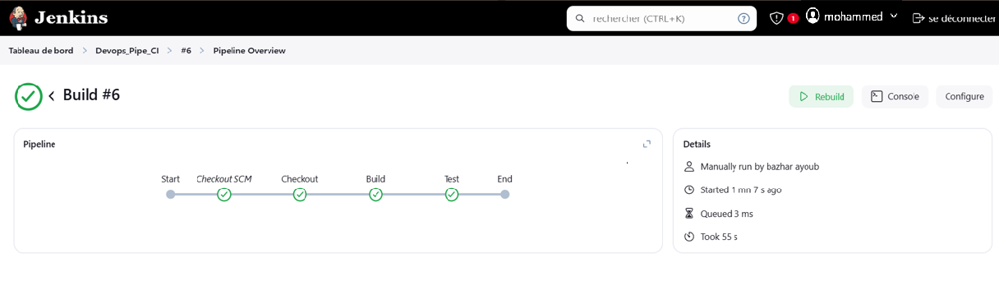 Jenkins
rechercher (CTRL+K)
?
1
mohammed
se déconnecter
Tableau de bord > Devops_Pipe_CI > #6 > Pipeline Overview
Build #6
Rebuild
Console
Configure
Pipeline
Start Checkout SCM Checkout Build Test End
Details
Manually run by bazhar ayoub
Started 1 mn 7 s ago
Queued 3 ms
Took 55 s